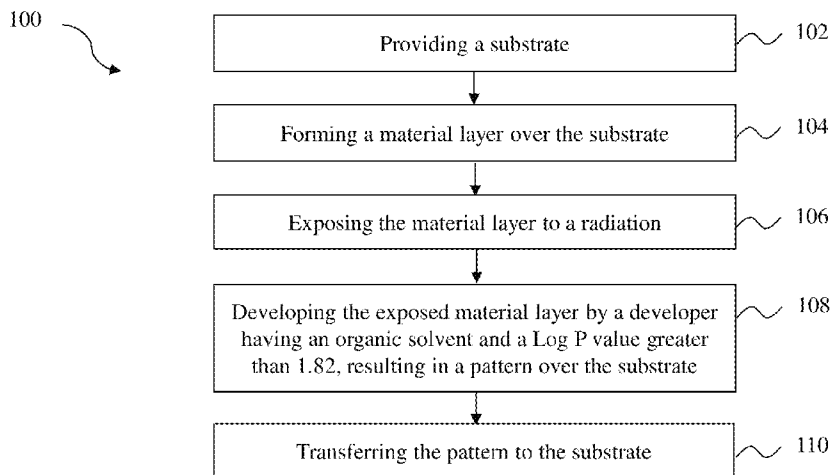 100
Providing a substrate
102
Forming a material layer over the substrate
104
Exposing the material layer to a radiation
106
Developing the exposed material layer by a developer
having an organic solvent and a Log P value greater
than 1.82, resulting in a pattern over the substrate
108
Transferring the pattern to the substrate
110